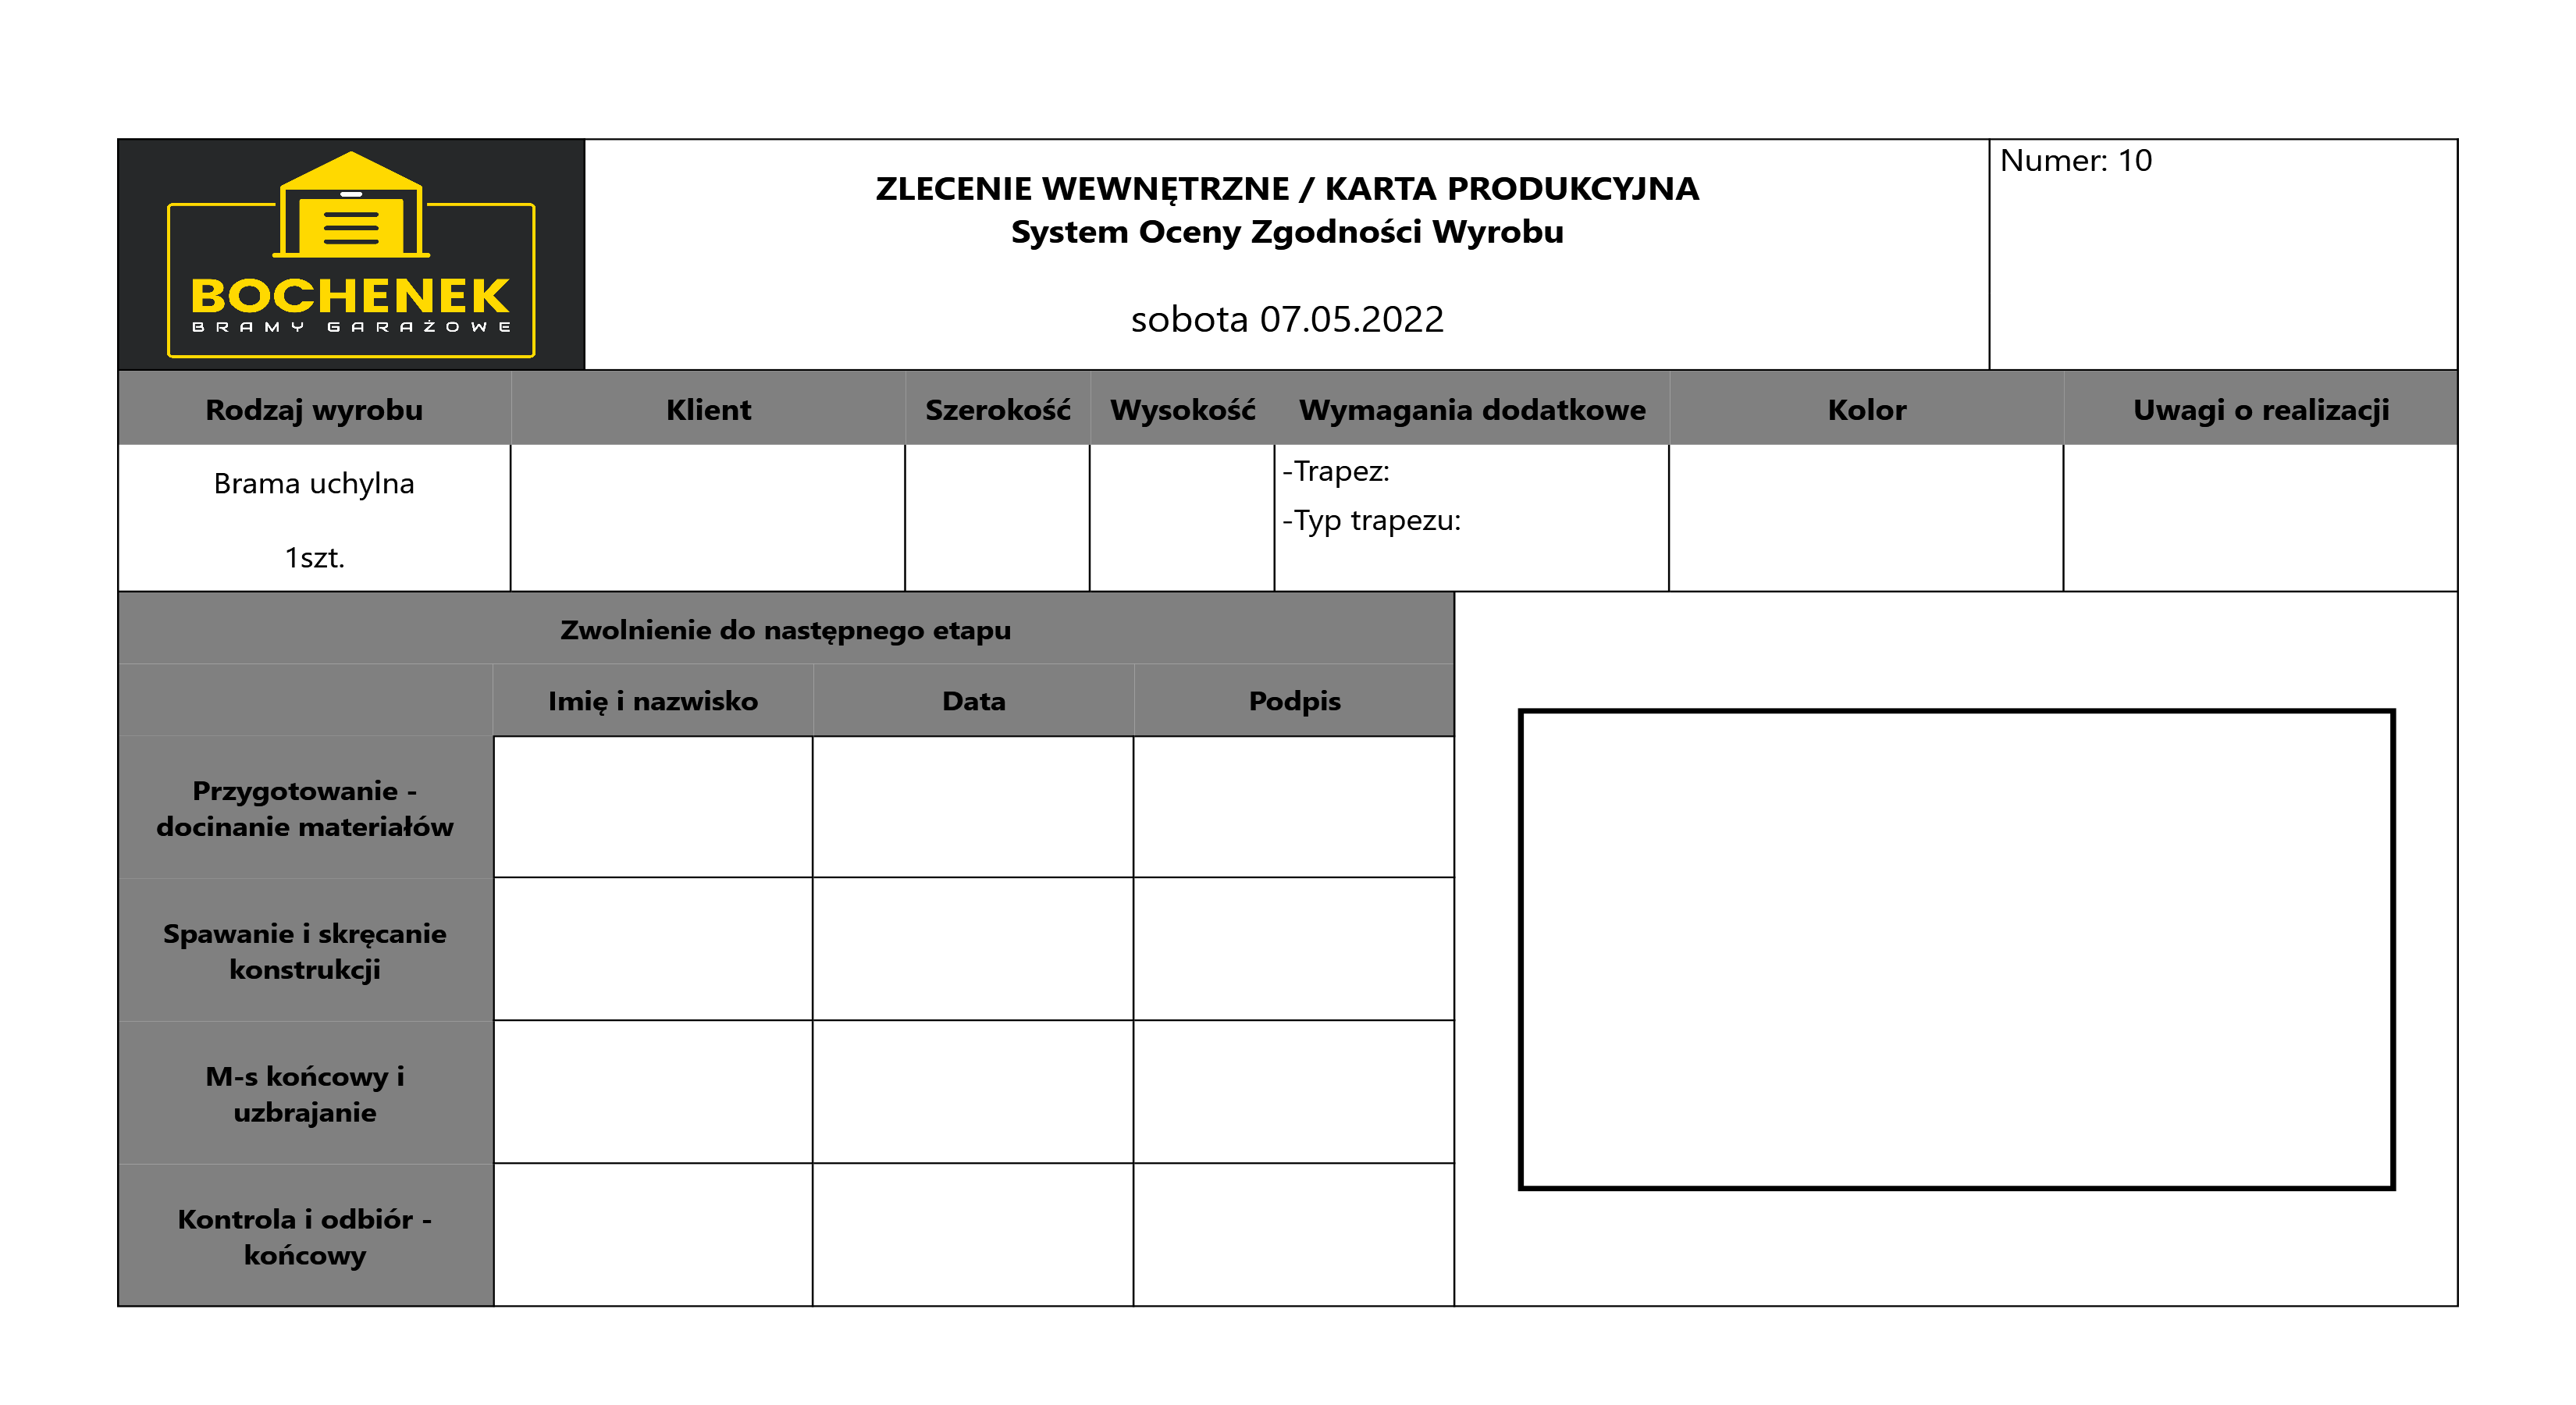 BOCHENEK
BRAMY GARAŻOWE
ZLECENIE WEWNĘTRZNE / KARTA PRODUKCYJNA
System Oceny Zgodności Wyrobu
sobota 07.05.2022
Numer: 10
Rodzaj wyrobu
Klient
Szerokość
Wysokość
Wymagania dodatkowe
Kolor
Uwagi o realizacji
Brama uchylna
1szt.
-Trapez:
-Typ trapezu:
Zwolnienie do następnego etapu
Imię i nazwisko
Data
Podpis
Przygotowanie -
docinanie materiałów
Spawanie i skręcanie
konstrukcji
M-s końcowy i
uzbrajanie
Kontrola i odbiór -
końcowy